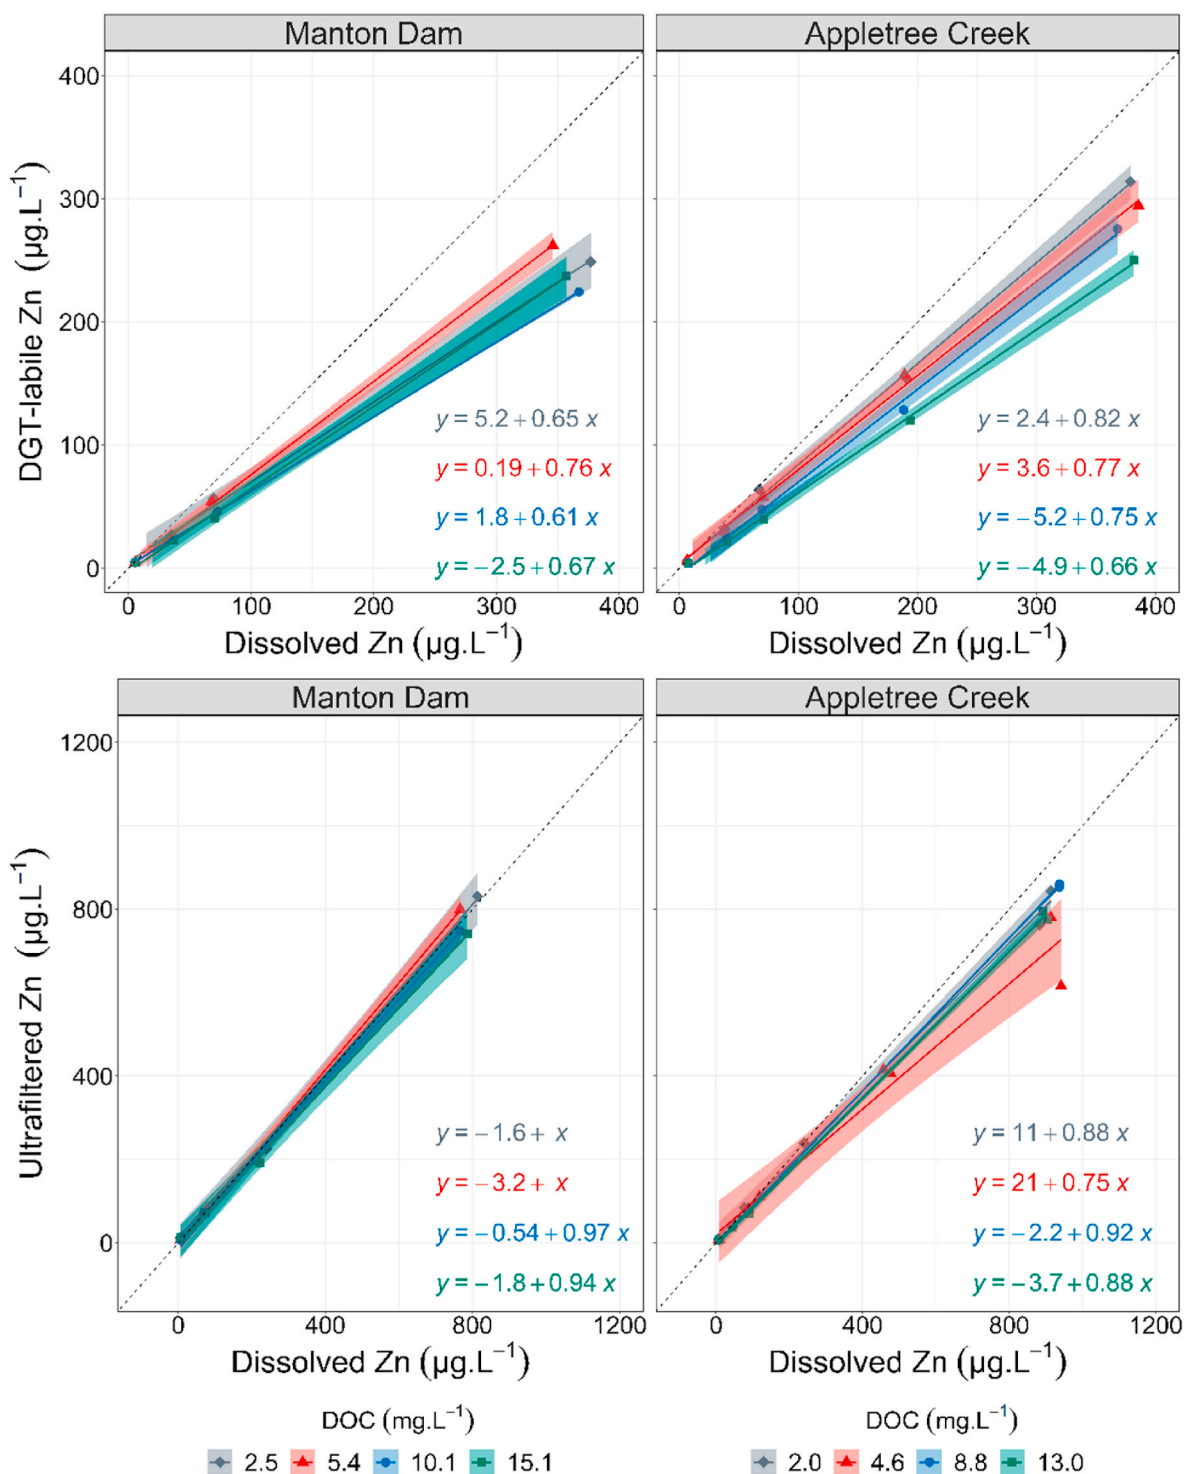 Manton Dam
Appletree Creek
DGT-labile Zn (µg.L⁻¹)
400
300
200
100
0
y = 5.2 + 0.65 x
y = 0.19 + 0.76 x
y = 1.8 + 0.61 x
y = −2.5 + 0.67 x
y = 2.4 + 0.82 x
y = 3.6 + 0.77 x
y = −5.2 + 0.75 x
y = −4.9 + 0.66 x
0 100 200 300 400
0 100 200 300 400
Dissolved Zn (µg.L⁻¹)
Dissolved Zn (µg.L⁻¹)
Manton Dam
Appletree Creek
Ultrafiltered Zn (µg.L⁻¹)
1200
800
400
0
y = −1.6 + x
y = −3.2 + x
y = −0.54 + 0.97 x
y = −1.8 + 0.94 x
y = 11 + 0.88 x
y = 21 + 0.75 x
y = −2.2 + 0.92 x
y = −3.7 + 0.88 x
0 400 800 1200
0 400 800 1200
Dissolved Zn (µg.L⁻¹)
Dissolved Zn (µg.L⁻¹)
DOC (mg.L⁻¹)
2.5 5.4 10.1 15.1
DOC (mg.L⁻¹)
2.0 4.6 8.8 13.0